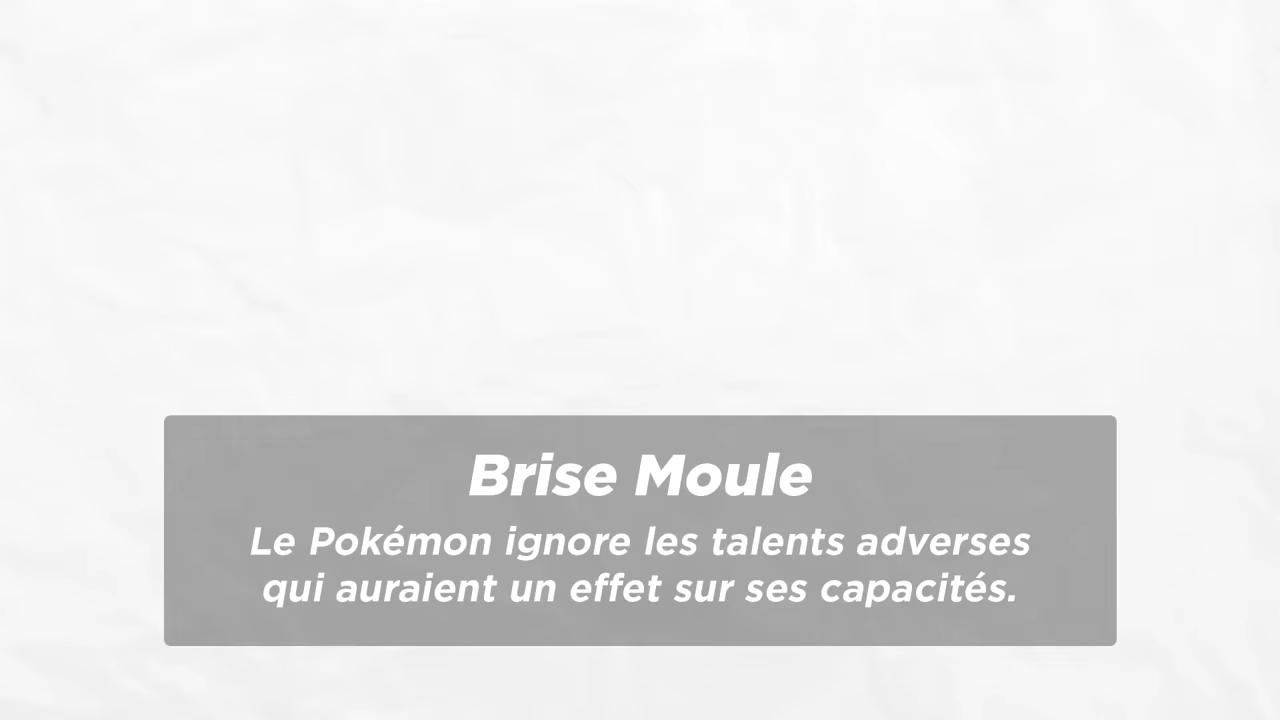 Brise Moule
Le Pokémon ignore les talents adverses
qui auraient un effet sur ses capacités.